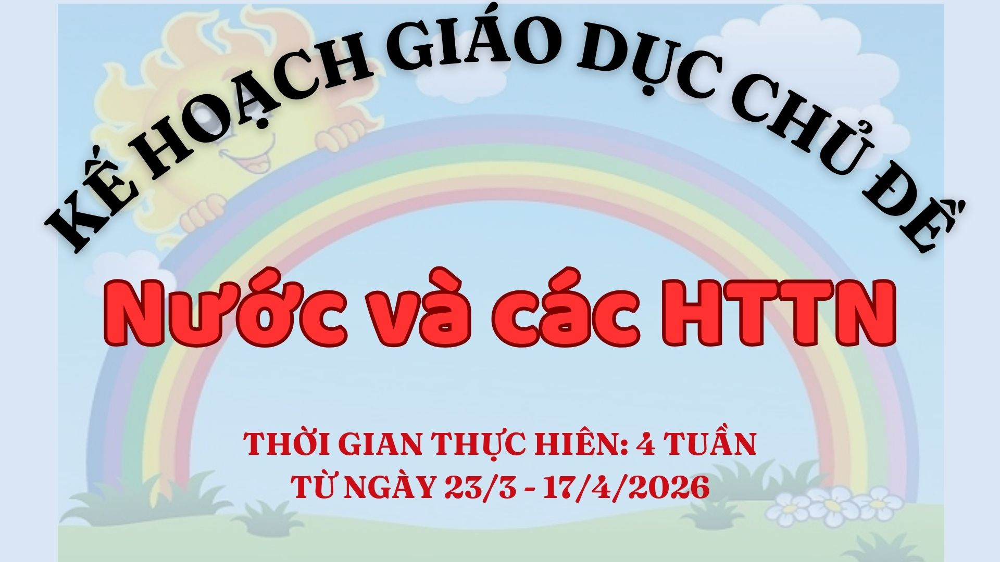 KẾ HOẠCH GIÁO DỤC CHỦ ĐỀ
Nước và các HTTN
THỜI GIAN THỰC HIÊN: 4 TUẦN
TỪ NGÀY 23/3 - 17/4/2026